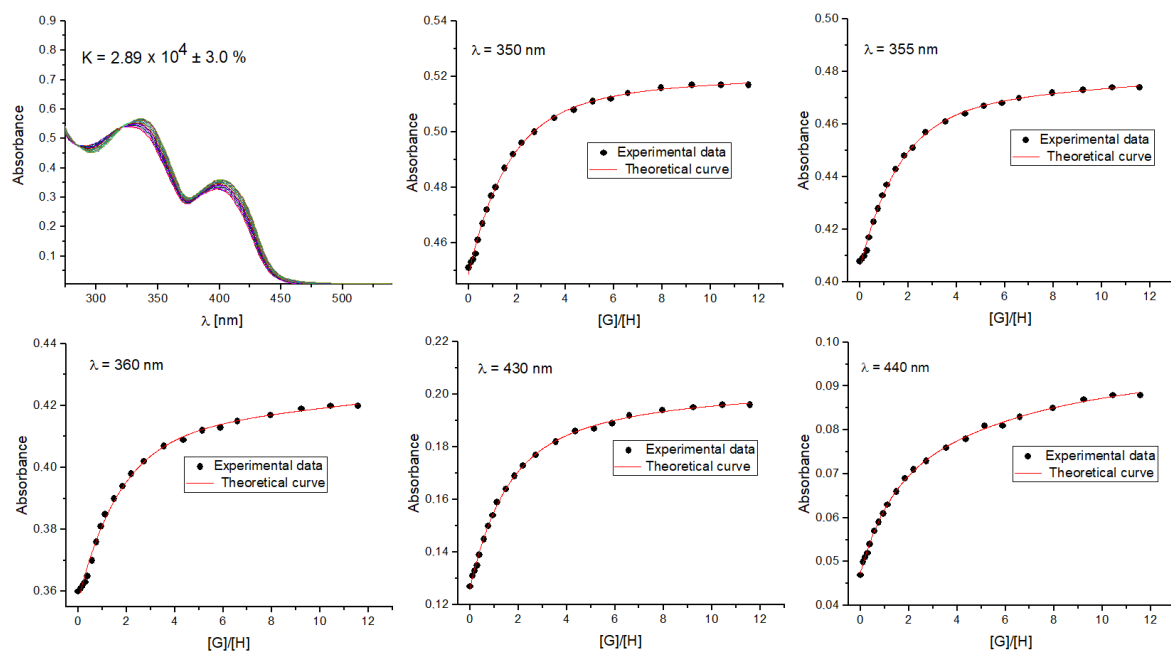 0.9
0.8
0.7
0.6
0.5
0.4
0.3
0.2
0.1
K = 2.89 x 10⁴ ± 3.0 %
Absorbance
300 350 400 450 500
λ [nm]
0.54
0.52
0.50
0.48
0.46
λ = 350 nm
Absorbance
Experimental data
Theoretical curve
0 2 4 6 8 10 12
[G]/[H]
0.50
0.48
0.46
0.44
0.42
0.40
λ = 355 nm
Absorbance
Experimental data
Theoretical curve
0 2 4 6 8 10 12
[G]/[H]
0.44
0.42
0.40
0.38
0.36
λ = 360 nm
Absorbance
Experimental data
Theoretical curve
0 2 4 6 8 10 12
[G]/[H]
0.22
0.20
0.18
0.16
0.14
0.12
λ = 430 nm
Absorbance
Experimental data
Theoretical curve
0 2 4 6 8 10 12
[G]/[H]
0.10
0.09
0.08
0.07
0.06
0.05
0.04
λ = 440 nm
Absorbance
Experimental data
Theoretical curve
0 2 4 6 8 10 12
[G]/[H]